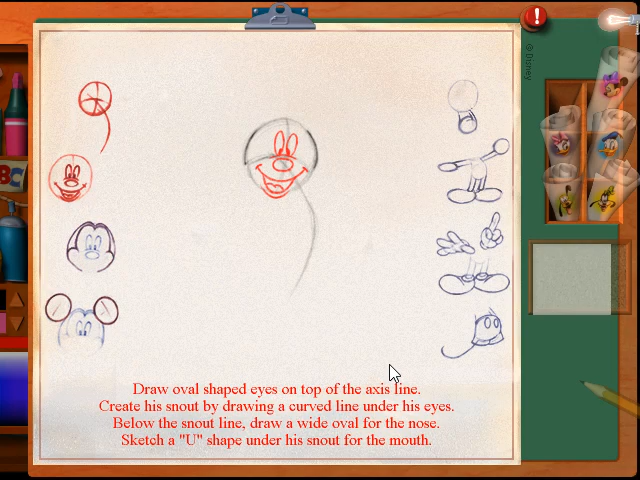 ©Disney
BC
Draw oval shaped eyes on top of the axis line.
Create his snout by drawing a curved line under his eyes.
Below the snout line, draw a wide oval for the nose.
Sketch a "U" shape under his snout for the mouth.